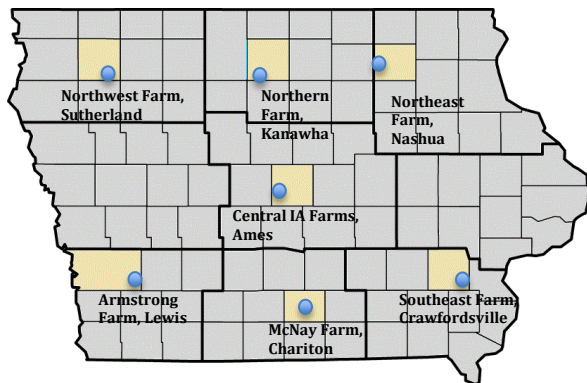 Northwest Farm,
Sutherland
Northern
Farm,
Kanawha
Northeast
Farm,
Nashua
Central IA Farms,
Ames
Armstrong
Farm, Lewis
McNay Farm,
Chariton
Southeast Farm,
Crawfordsville